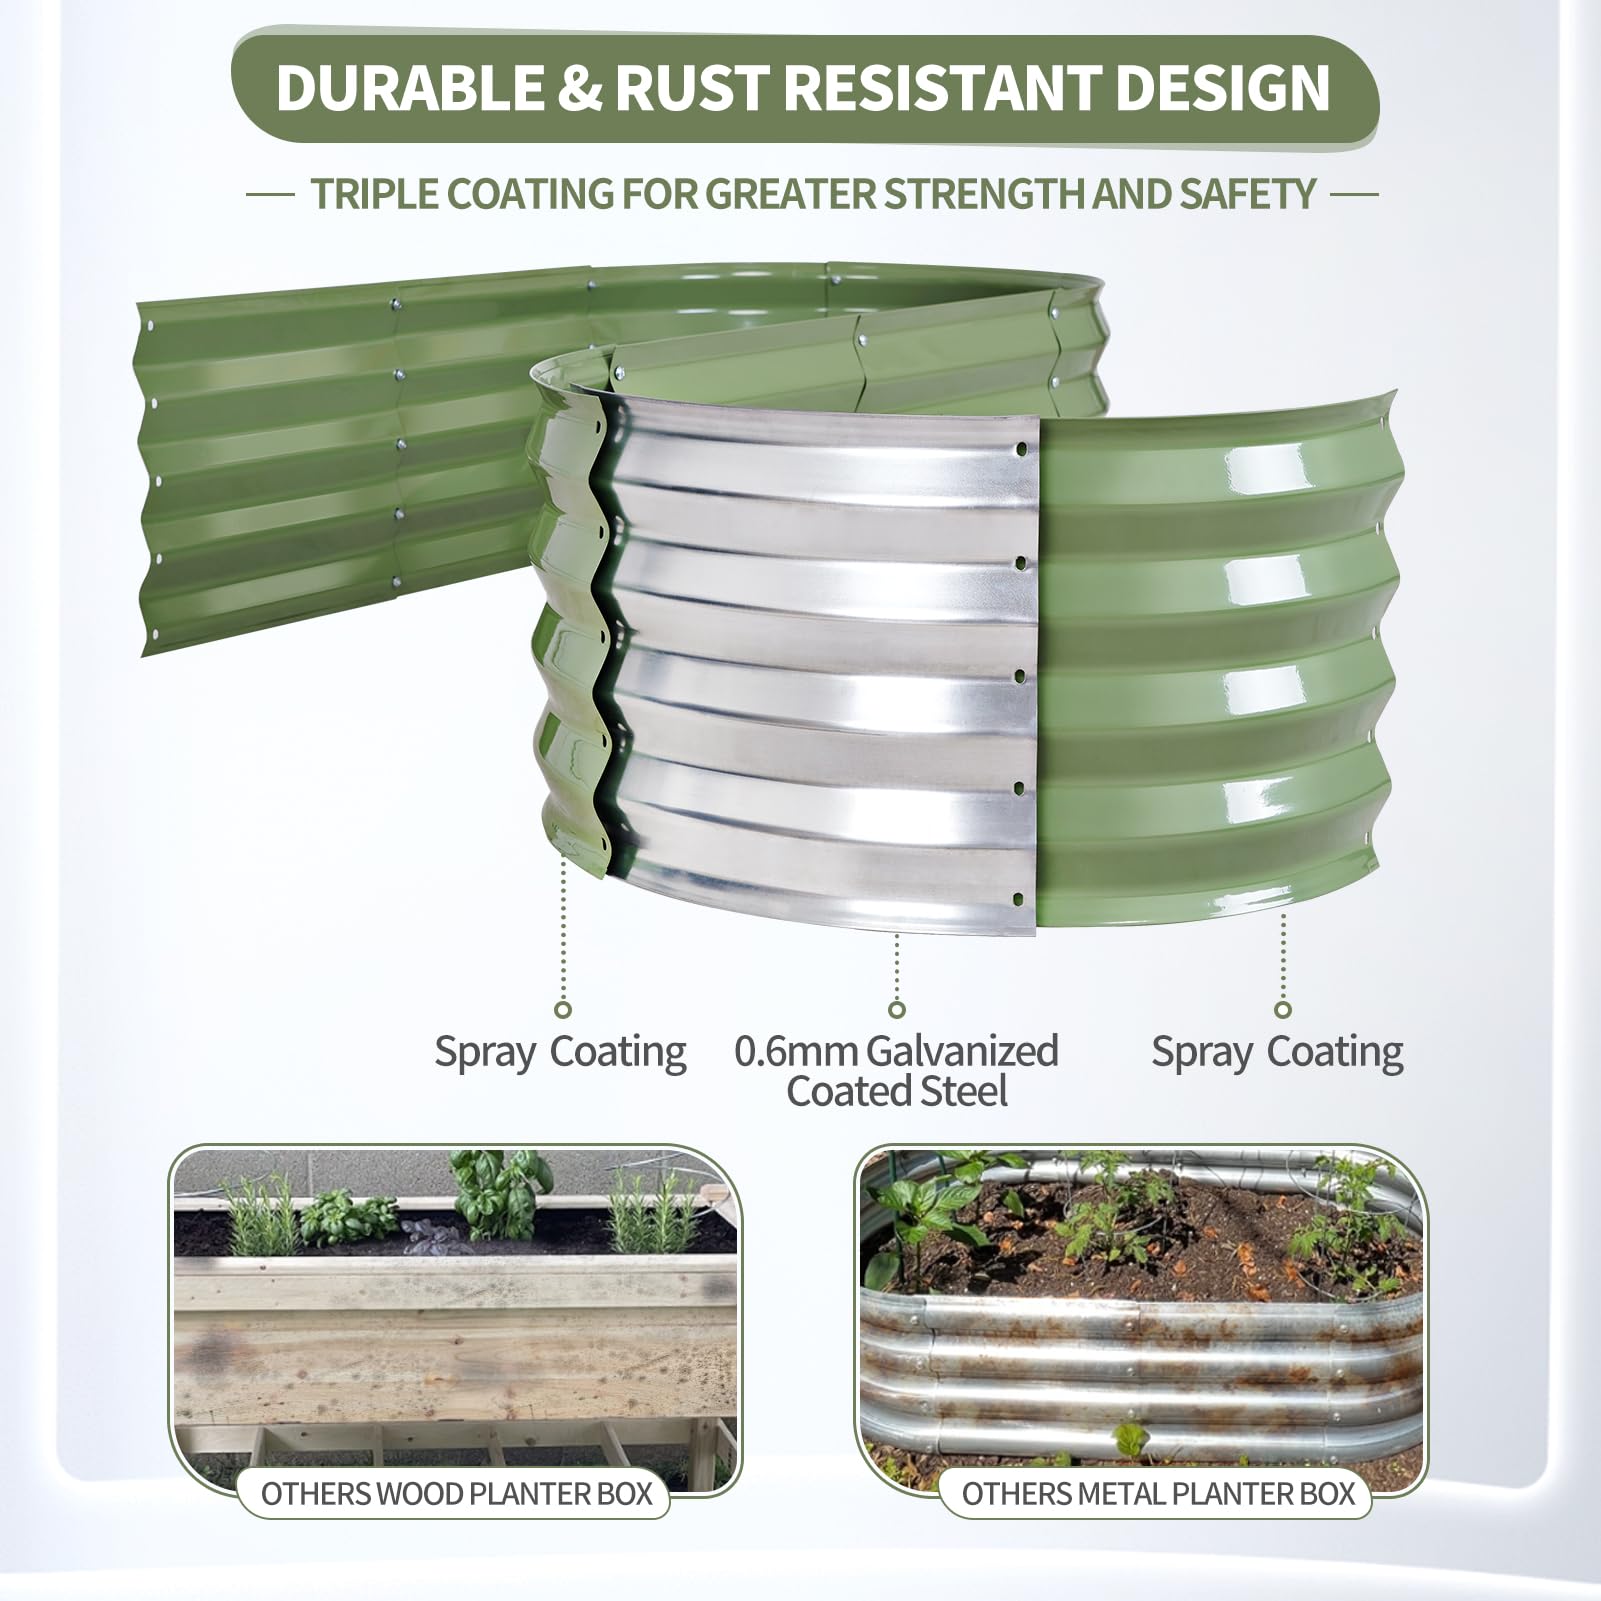 DURABLE & RUST RESISTANT DESIGN
TRIPLE COATING FOR GREATER STRENGTH AND SAFETY
Spray Coating
0.6mm Galvanized
Coated Steel
Spray Coating
OTHERS WOOD PLANTER BOX
OTHERS METAL PLANTER BOX